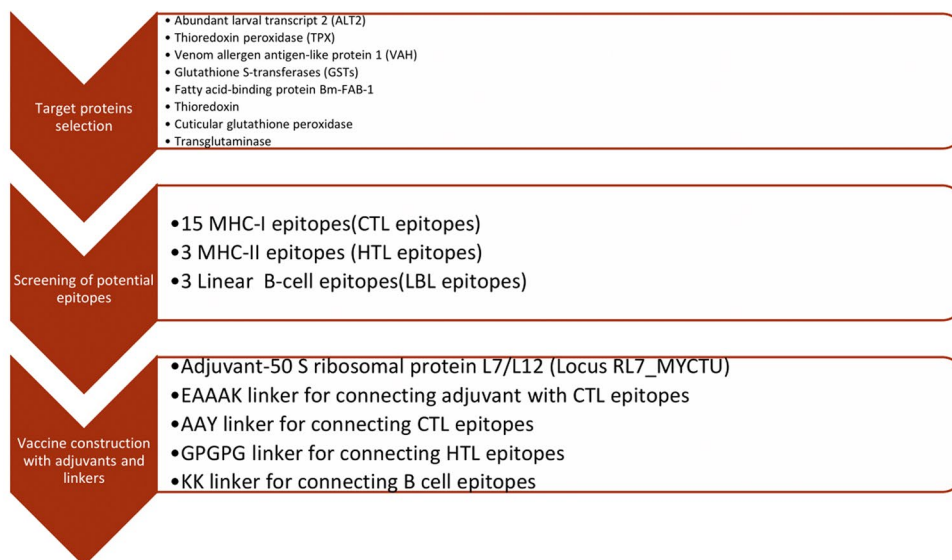 Target proteins
selection
• Abundant larval transcript 2 (ALT2)
• Thioredoxin peroxidase (TPX)
• Venom allergen antigen-like protein 1 (VAH)
• Glutathione S-transferases (GSTs)
• Fatty acid-binding protein Bm-FAB-1
• Thioredoxin
• Cuticular glutathione peroxidase
• Transglutaminase
Screening of potential
epitopes
•15 MHC-I epitopes(CTL epitopes)
•3 MHC-II epitopes (HTL epitopes)
•3 Linear B-cell epitopes(LBL epitopes)
Vaccine construction
with adjuvants and
linkers
•Adjuvant-50 S ribosomal protein L7/L12 (Locus RL7_MYCTU)
•EAAAK linker for connecting adjuvant with CTL epitopes
•AAY linker for connecting CTL epitopes
•GPGPG linker for connecting HTL epitopes
•KK linker for connecting B cell epitopes